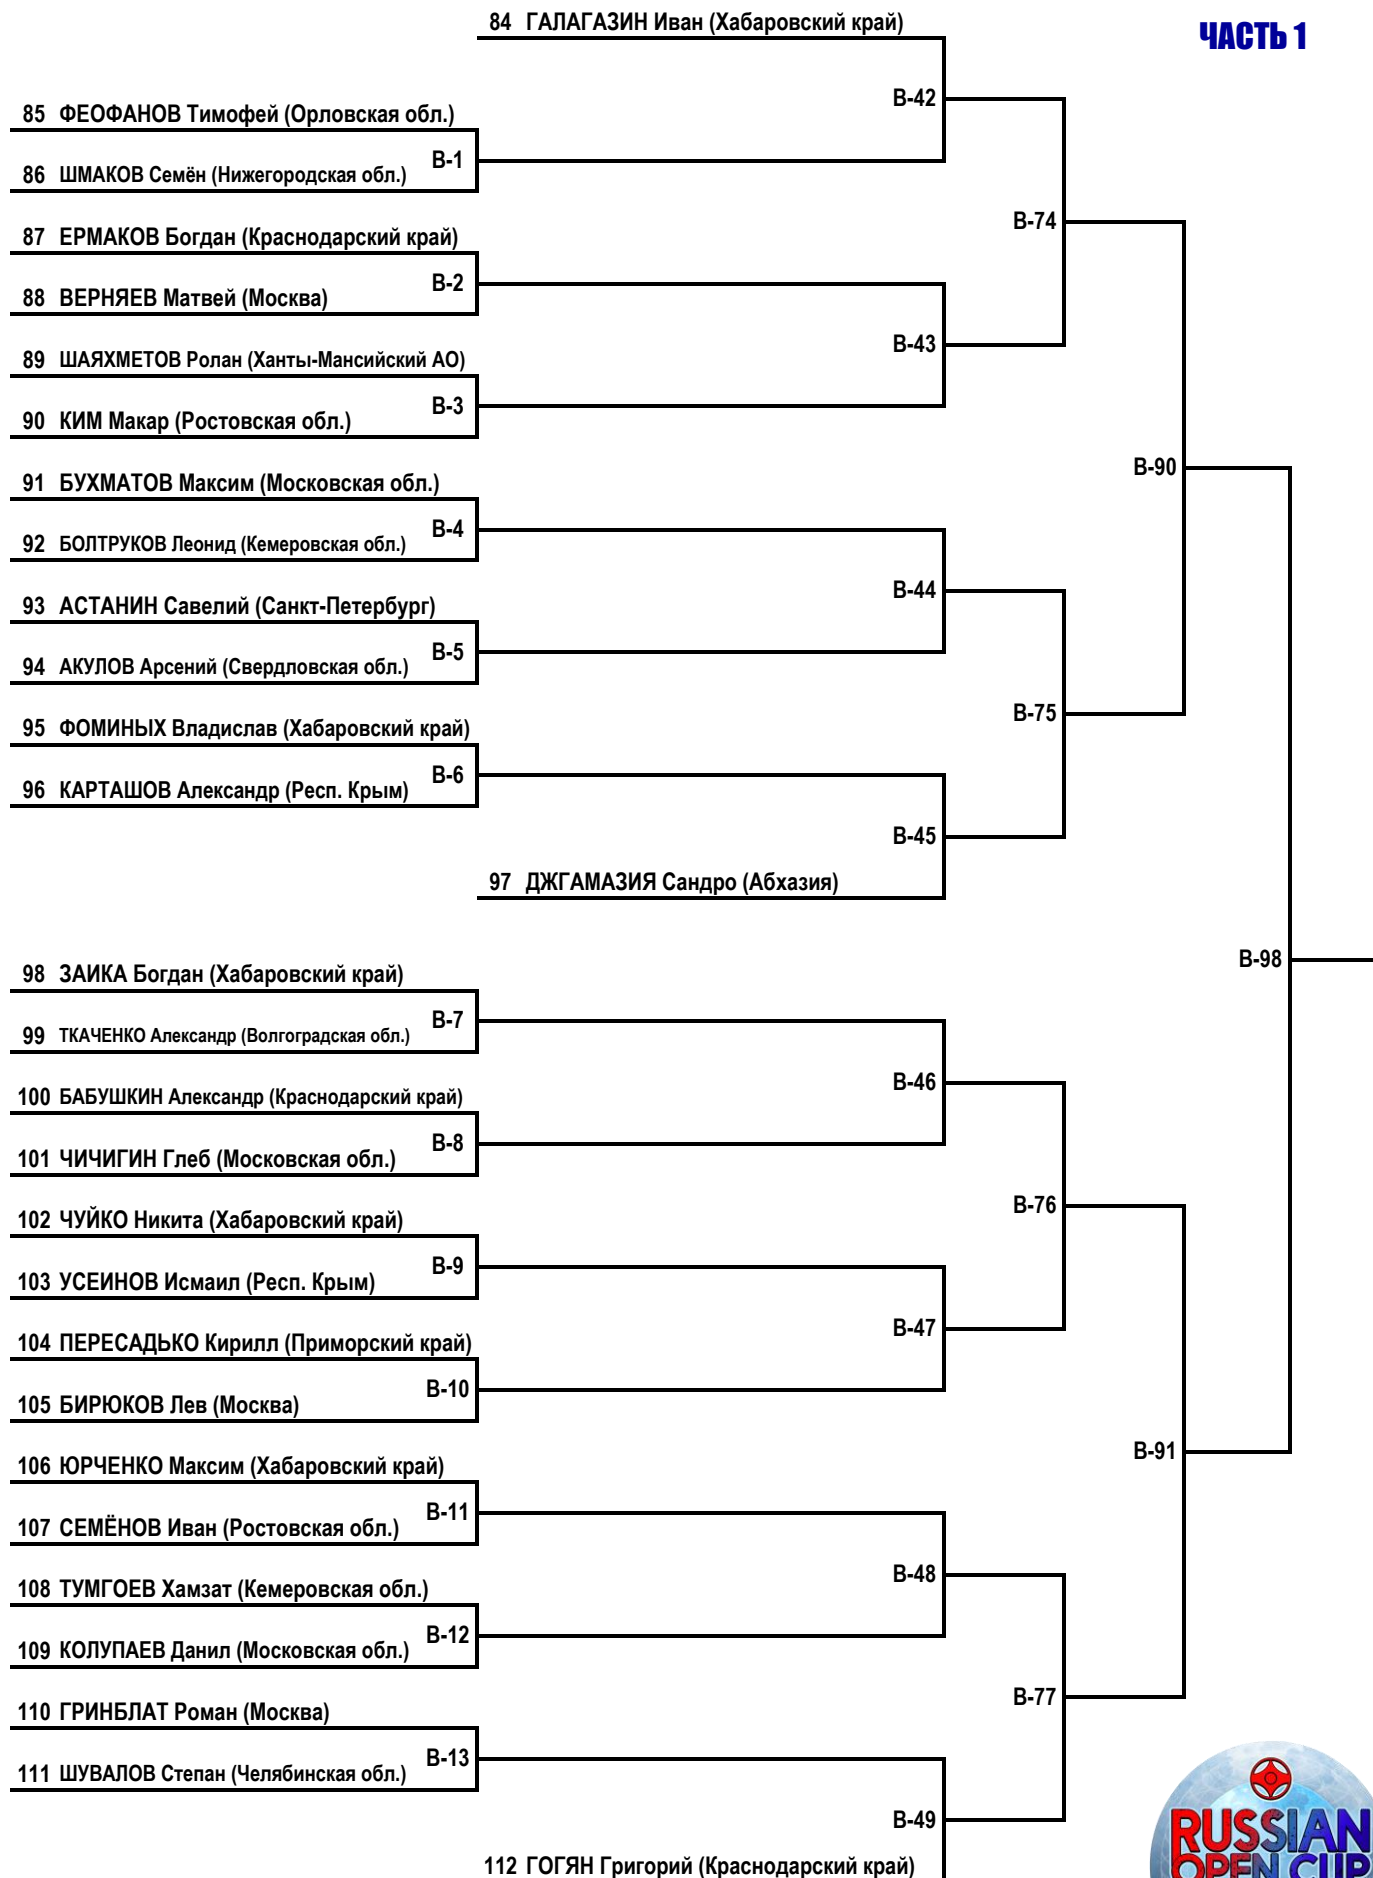 84 ГАЛАГАЗИН Иван (Хабаровский край)
ЧАСТЬ 1
B-42
85 ФЕОФАНОВ Тимофей (Орловская обл.)
B-1
86 ШМАКОВ Семён (Нижегородская обл.)
B-74
87 ЕРМАКОВ Богдан (Краснодарский край)
B-2
88 ВЕРНЯЕВ Матвей (Москва)
B-43
89 ШАЯХМЕТОВ Ролан (Ханты-Мансийский АО)
B-3
90 КИМ Макар (Ростовская обл.)
B-90
91 БУХМАТОВ Максим (Московская обл.)
B-4
92 БОЛТРУКОВ Леонид (Кемеровская обл.)
B-44
93 АСТАНИН Савелий (Санкт-Петербург)
B-5
94 АКУЛОВ Арсений (Свердловская обл.)
B-75
95 ФОМИНЫХ Владислав (Хабаровский край)
B-6
96 КАРТАШОВ Александр (Респ. Крым)
B-45
97 ДЖГАМАЗИЯ Сандро (Абхазия)
B-98
98 ЗАИКА Богдан (Хабаровский край)
B-7
99 ТКАЧЕНКО Александр (Волгоградская обл.)
B-46
100 БАБУШКИН Александр (Краснодарский край)
B-8
101 ЧИЧИГИН Глеб (Московская обл.)
B-76
102 ЧУЙКО Никита (Хабаровский край)
B-9
103 УСЕИНОВ Исмаил (Респ. Крым)
B-47
104 ПЕРЕСАДЬКО Кирилл (Приморский край)
B-10
105 БИРЮКОВ Лев (Москва)
B-91
106 ЮРЧЕНКО Максим (Хабаровский край)
B-11
107 СЕМЁНОВ Иван (Ростовская обл.)
B-48
108 ТУМГОЕВ Хамзат (Кемеровская обл.)
B-12
109 КОЛУПАЕВ Данил (Московская обл.)
B-77
110 ГРИНБЛАТ Роман (Москва)
B-13
111 ШУВАЛОВ Степан (Челябинская обл.)
B-49
112 ГОГЯН Григорий (Краснодарский край)
RUSSIAN
OPEN CUP